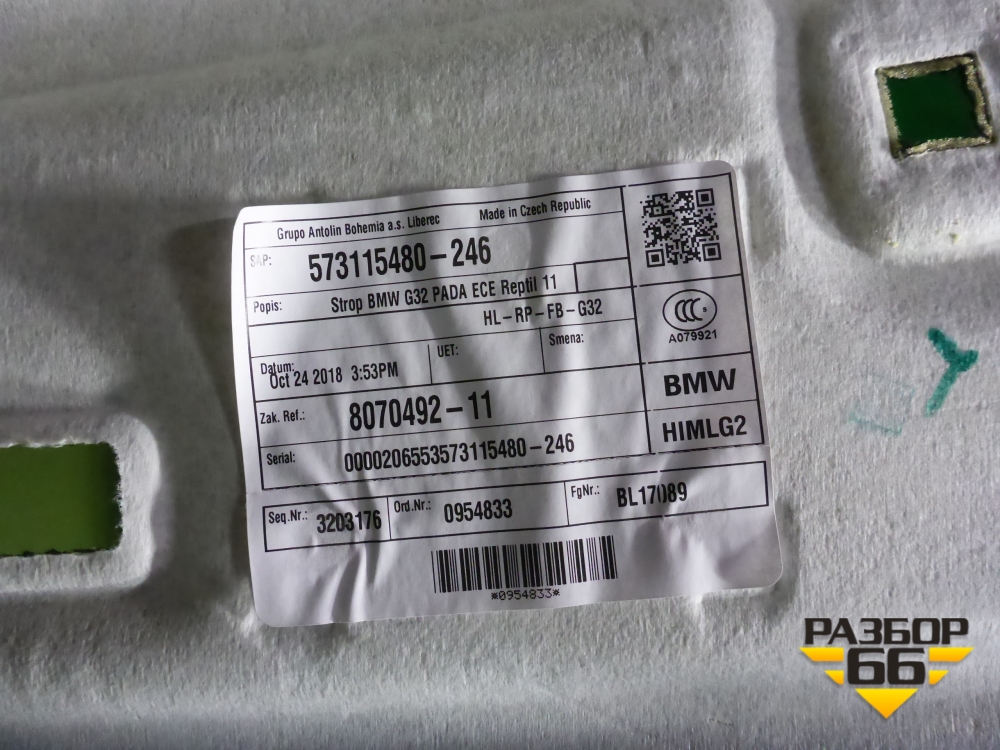 Grupo Antolin Bohemia a.s. Liberec Made in Czech Republic
SAP: 573115480-246
Popis: Strop BMW G32 PADA ECE Reptil 11
HL-RP-FB-G32
CCC
A079921
Datum: Oct 24 2018 3:53PM UET: Smena:
BMW
Zak. Ref.: 8070492-11
HIMLG2
Serial: 0000206553573115480-246
Seq.Nr.: 3203176 Ord.Nr.: 0954833 FgNr.: BL17089
*0954833*
РАЗБОР
66